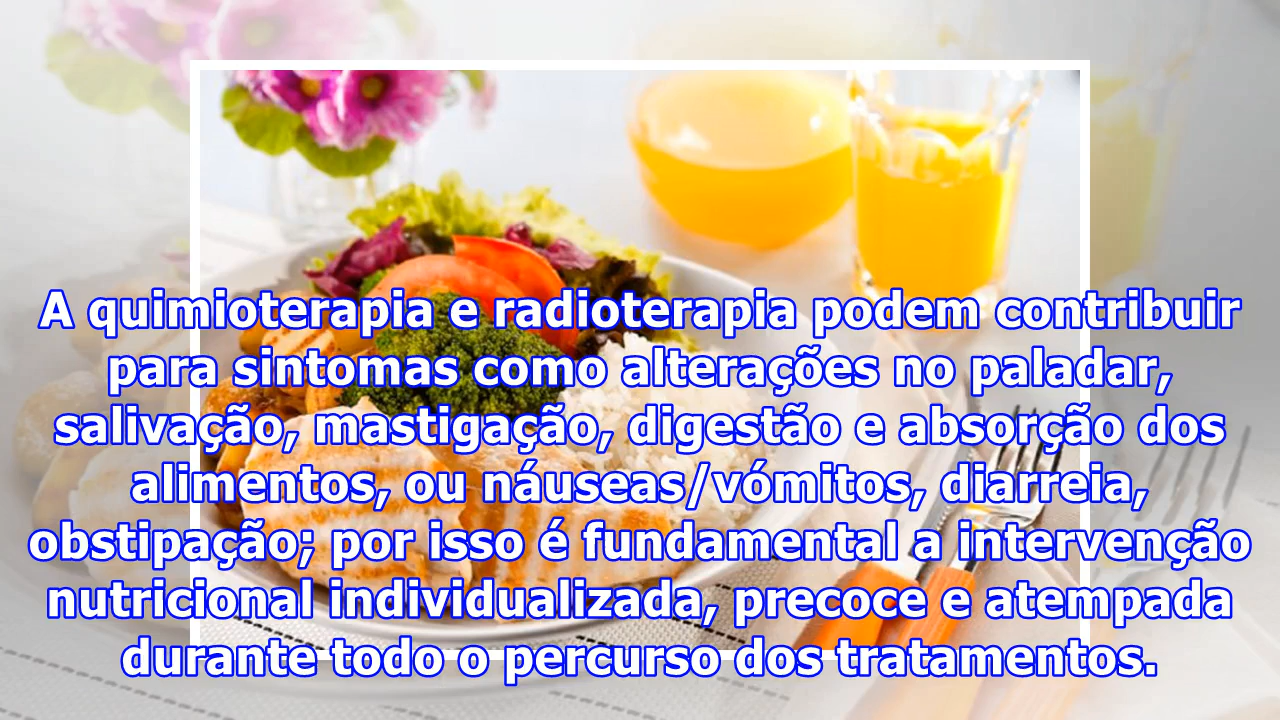 A quimioterapia e radioterapia podem contribuir
para sintomas como alterações no paladar,
salivação, mastigação, digestão e absorção dos
alimentos, ou náuseas/vómitos, diarreia,
obstipação; por isso é fundamental a intervenção
nutricional individualizada, precoce e atempada
durante todo o percurso dos tratamentos.